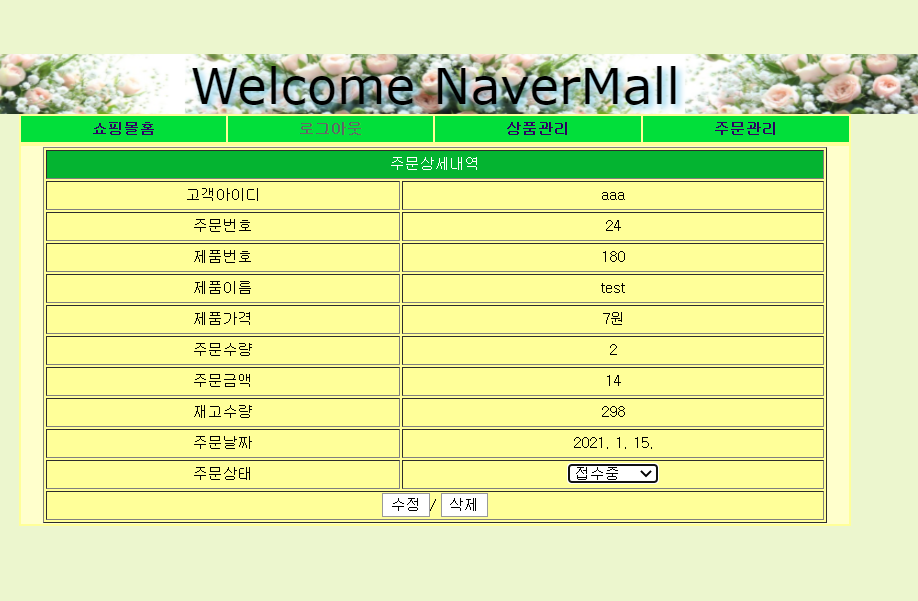 Welcome NaverMall
쇼핑몰홈 로그아웃 상품관리 주문관리
주문상세내역
고객아이디 aaa
주문번호 24
제품번호 180
제품이름 test
제품가격 7원
주문수량 2
주문금액 14
재고수량 298
주문날짜 2021. 1. 15.
주문상태 접수중
수정 / 삭제